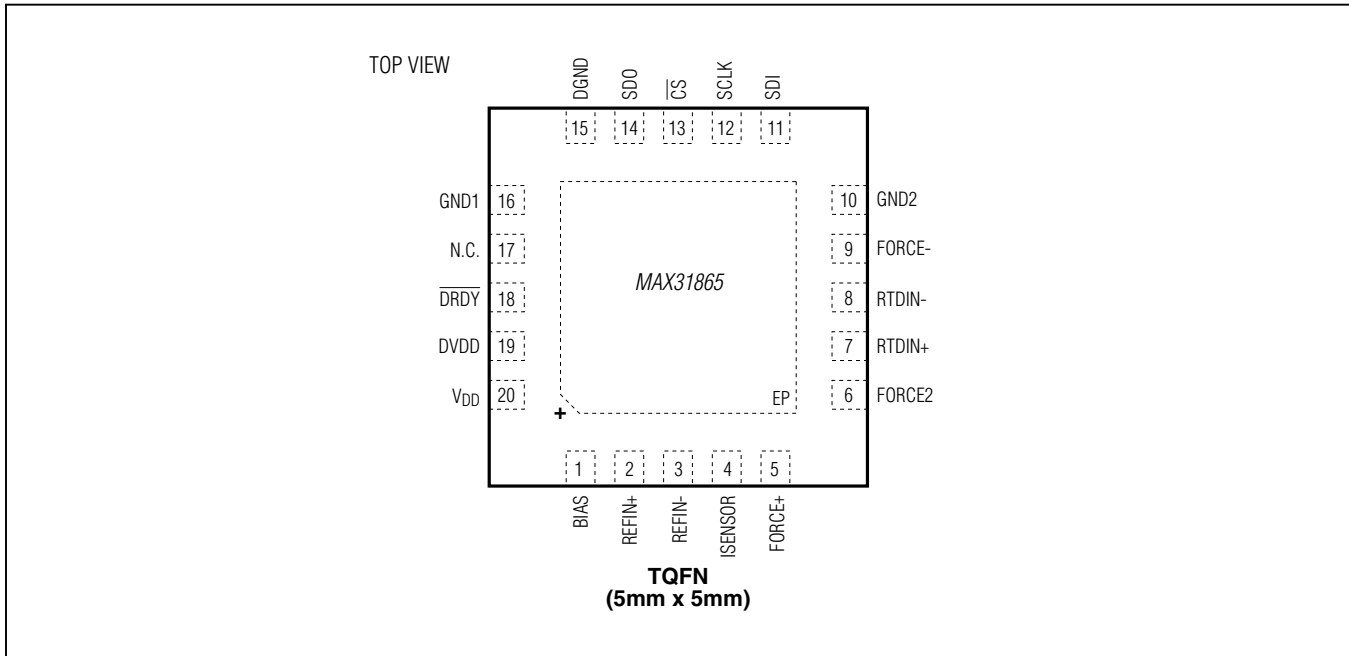 TOP VIEW
DGND SDO C̅S̅ SCLK SDI
15 14 13 12 11
GND1 16 10 GND2
N.C. 17 9 FORCE-
MAX31865
D̅R̅D̅Y̅ 18 8 RTDIN-
DVDD 19 7 RTDIN+
VDD 20 EP 6 FORCE2
+
1 2 3 4 5
BIAS REFIN+ REFIN- ISENSOR FORCE+
TQFN
(5mm x 5mm)